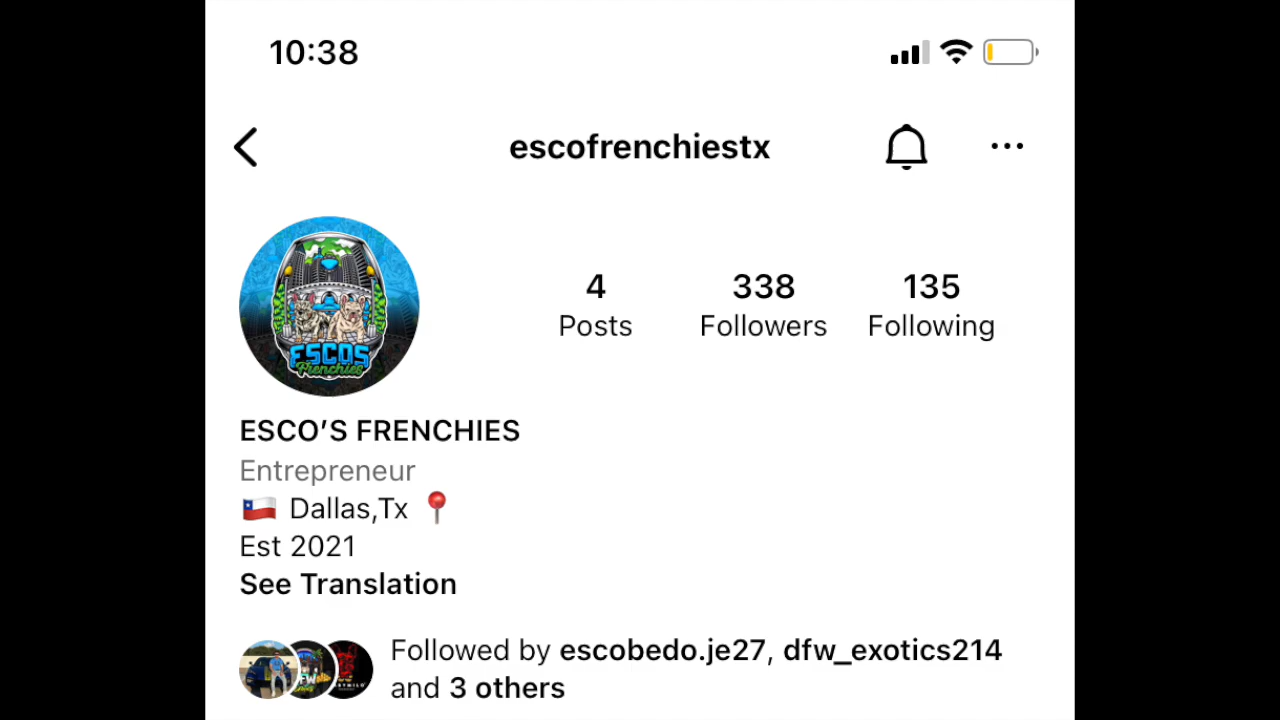 10:38
escofrenchiestx
4
338
135
Posts
Followers
Following
ESCOS
Frenchies
ESCO’S FRENCHIES
Entrepreneur
Dallas,Tx
Est 2021
See Translation
Followed by escobedo.je27, dfw_exotics214
and 3 others